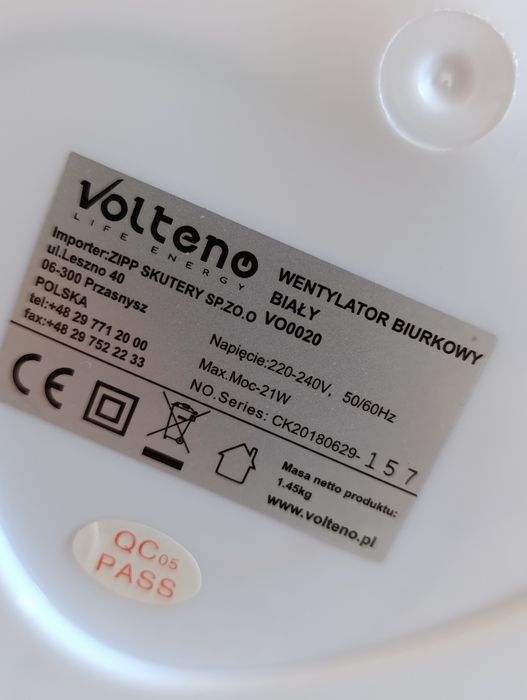 Volteno
LIFE ENERGY
Importer:ZIPP SKUTERY SP.ZO.O
ul.Leszno 40
06-300 Przasnysz
POLSKA
tel:+48 29 771 20 00
fax:+48 29 752 22 33
WENTYLATOR BIURKOWY
BIAŁY
VO0020
Napięcie:220-240V, 50/60Hz
Max.Moc-21W
NO.Series: CK20180629-157
CE
Masa netto produktu:
1.45kg
www.volteno.pl
QC05
PASS